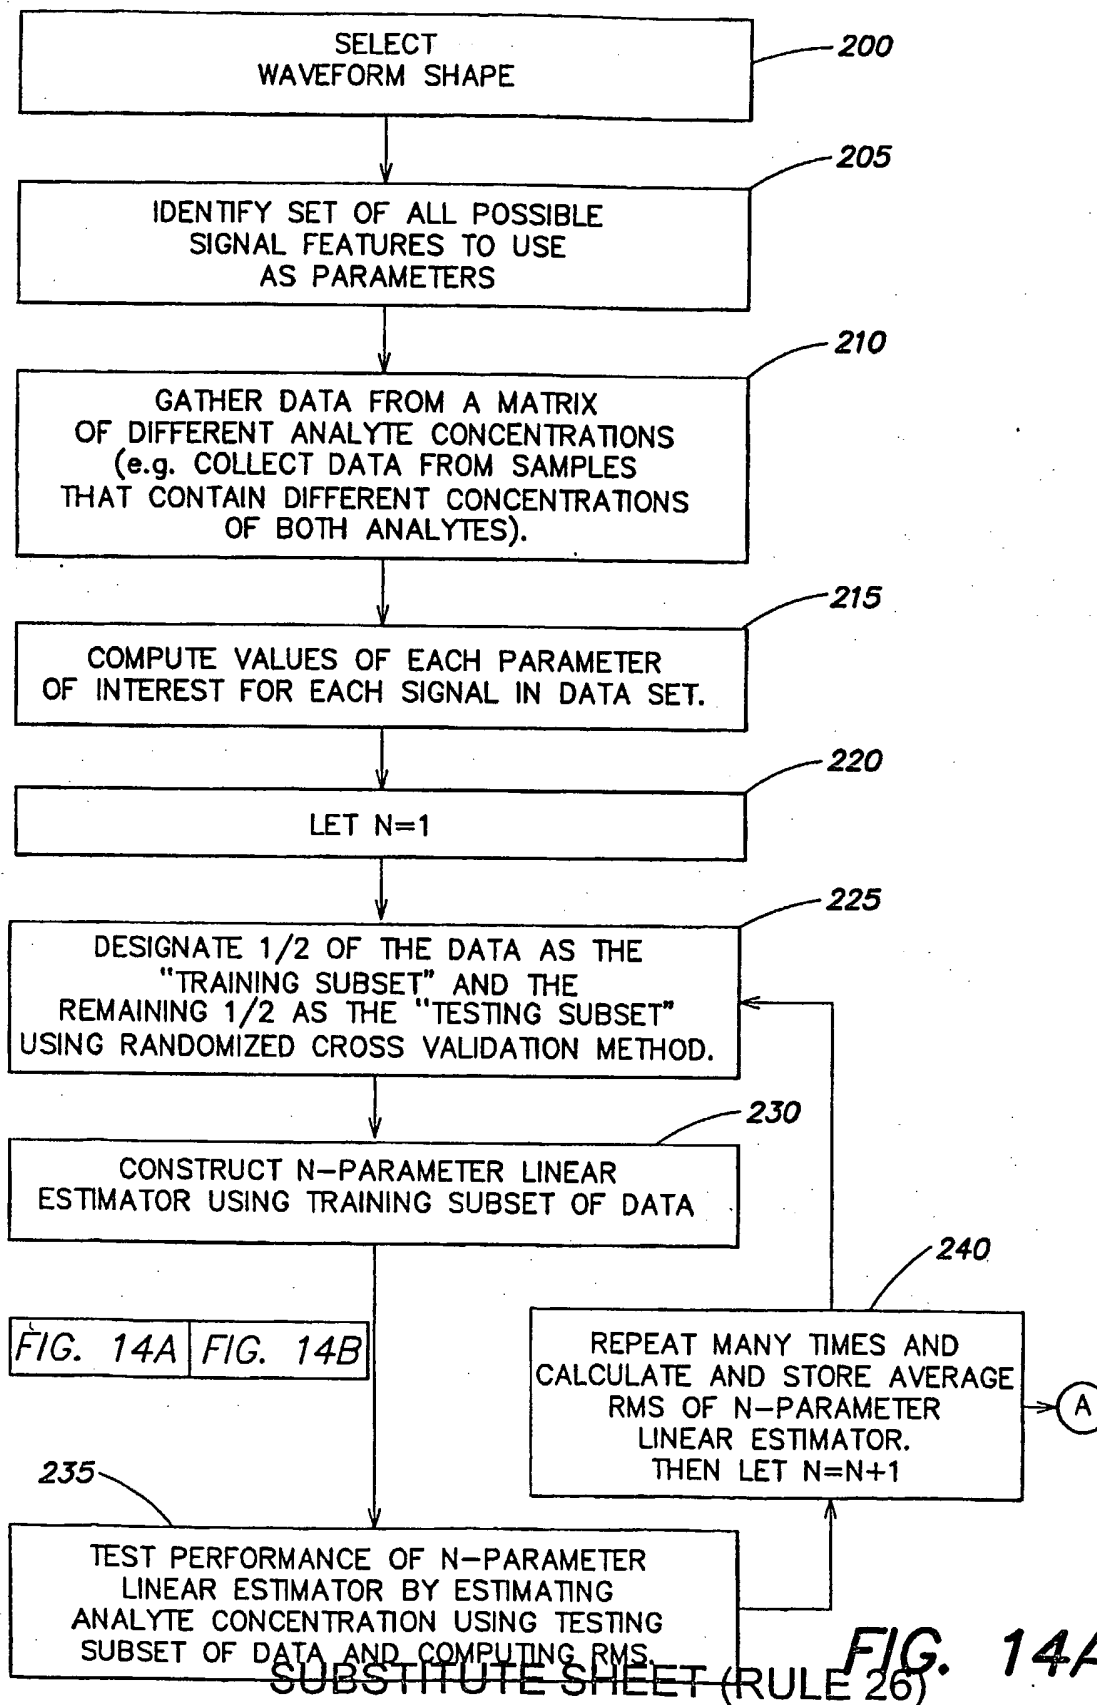 SELECT
WAVEFORM SHAPE
200
205
IDENTIFY SET OF ALL POSSIBLE
SIGNAL FEATURES TO USE
AS PARAMETERS
210
GATHER DATA FROM A MATRIX
OF DIFFERENT ANALYTE CONCENTRATIONS
(e.g. COLLECT DATA FROM SAMPLES
THAT CONTAIN DIFFERENT CONCENTRATIONS
OF BOTH ANALYTES).
215
COMPUTE VALUES OF EACH PARAMETER
OF INTEREST FOR EACH SIGNAL IN DATA SET.
220
LET N=1
225
DESIGNATE 1/2 OF THE DATA AS THE
"TRAINING SUBSET" AND THE
REMAINING 1/2 AS THE "TESTING SUBSET"
USING RANDOMIZED CROSS VALIDATION METHOD.
230
CONSTRUCT N-PARAMETER LINEAR
ESTIMATOR USING TRAINING SUBSET OF DATA
240
FIG. 14A FIG. 14B
REPEAT MANY TIMES AND
CALCULATE AND STORE AVERAGE
RMS OF N-PARAMETER
LINEAR ESTIMATOR.
THEN LET N=N+1
A
235
TEST PERFORMANCE OF N-PARAMETER
LINEAR ESTIMATOR BY ESTIMATING
ANALYTE CONCENTRATION USING TESTING
SUBSET OF DATA AND COMPUTING RMS.
FIG. 14A
SUBSTITUTE SHEET (RULE 26)